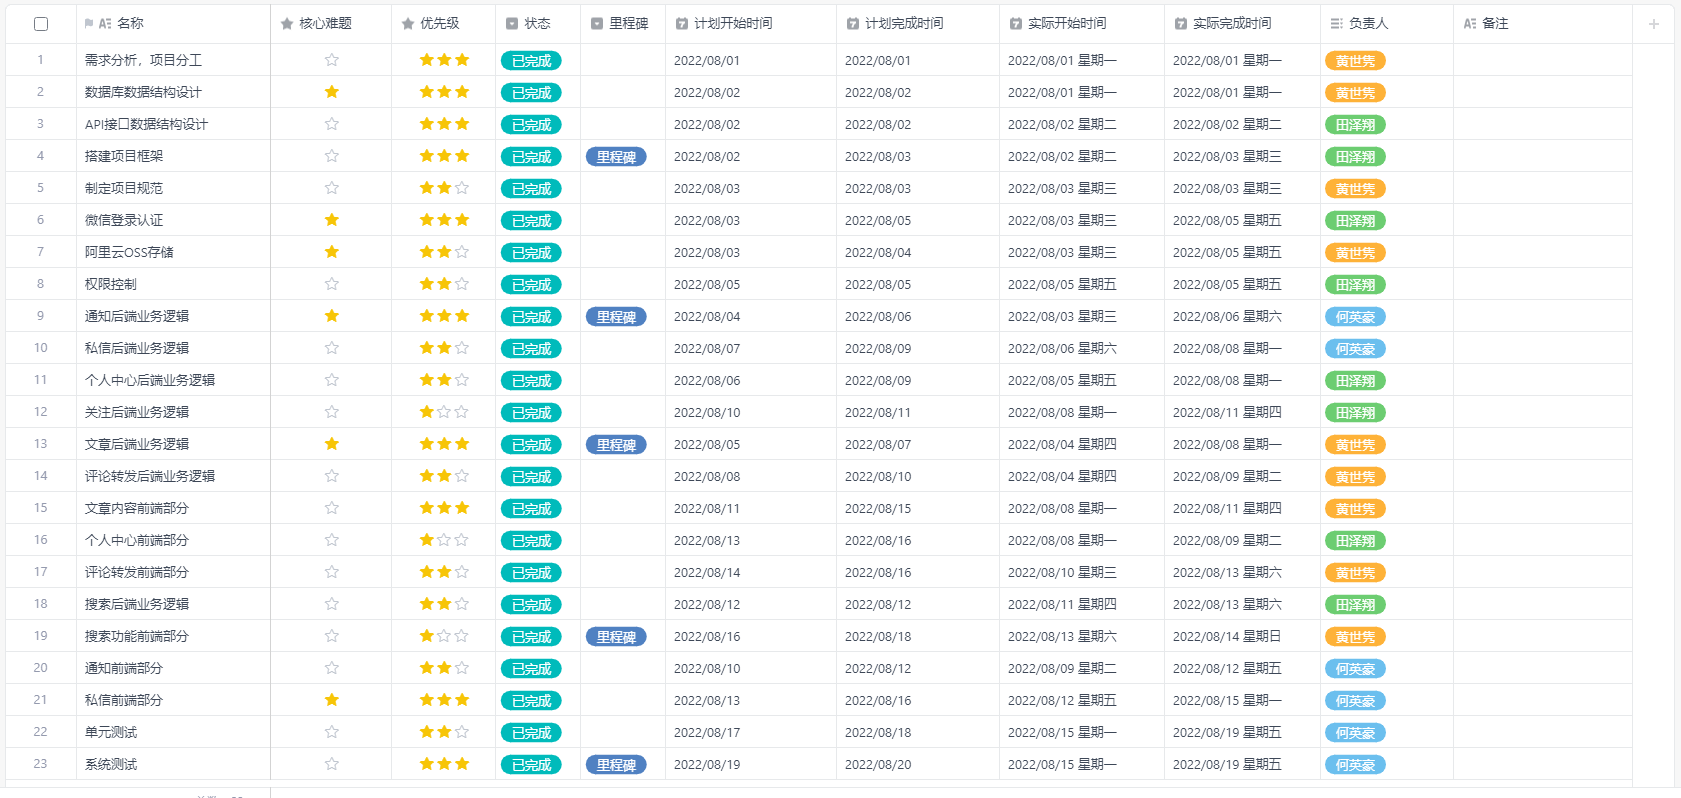 名称 核心难题 优先级 状态 里程碑 计划开始时间 计划完成时间 实际开始时间 实际完成时间 负责人 备注
1 需求分析，项目分工 已完成 2022/08/01 2022/08/01 2022/08/01 星期一 2022/08/01 星期一 黄世隽
2 数据库数据结构设计 已完成 2022/08/02 2022/08/02 2022/08/01 星期一 2022/08/01 星期一 黄世隽
3 API接口数据结构设计 已完成 2022/08/02 2022/08/02 2022/08/02 星期二 2022/08/02 星期二 田泽翔
4 搭建项目框架 已完成 里程碑 2022/08/02 2022/08/03 2022/08/02 星期二 2022/08/03 星期三 田泽翔
5 制定项目规范 已完成 2022/08/03 2022/08/03 2022/08/03 星期三 2022/08/03 星期三 黄世隽
6 微信登录认证 已完成 2022/08/03 2022/08/05 2022/08/03 星期三 2022/08/05 星期五 田泽翔
7 阿里云OSS存储 已完成 2022/08/03 2022/08/04 2022/08/03 星期三 2022/08/05 星期五 黄世隽
8 权限控制 已完成 2022/08/05 2022/08/05 2022/08/05 星期五 2022/08/05 星期五 田泽翔
9 通知后端业务逻辑 已完成 里程碑 2022/08/04 2022/08/06 2022/08/03 星期三 2022/08/06 星期六 何英豪
10 私信后端业务逻辑 已完成 2022/08/07 2022/08/09 2022/08/06 星期六 2022/08/08 星期一 何英豪
11 个人中心后端业务逻辑 已完成 2022/08/06 2022/08/09 2022/08/05 星期五 2022/08/08 星期一 田泽翔
12 关注后端业务逻辑 已完成 2022/08/10 2022/08/11 2022/08/08 星期一 2022/08/11 星期四 田泽翔
13 文章后端业务逻辑 已完成 里程碑 2022/08/05 2022/08/07 2022/08/04 星期四 2022/08/08 星期一 黄世隽
14 评论转发后端业务逻辑 已完成 2022/08/08 2022/08/10 2022/08/04 星期四 2022/08/09 星期二 黄世隽
15 文章内容前端部分 已完成 2022/08/11 2022/08/15 2022/08/08 星期一 2022/08/11 星期四 黄世隽
16 个人中心前端部分 已完成 2022/08/13 2022/08/16 2022/08/08 星期一 2022/08/09 星期二 田泽翔
17 评论转发前端部分 已完成 2022/08/14 2022/08/16 2022/08/10 星期三 2022/08/13 星期六 黄世隽
18 搜索后端业务逻辑 已完成 2022/08/12 2022/08/12 2022/08/11 星期四 2022/08/13 星期六 田泽翔
19 搜索功能前端部分 已完成 里程碑 2022/08/16 2022/08/18 2022/08/13 星期六 2022/08/14 星期日 黄世隽
20 通知前端部分 已完成 2022/08/10 2022/08/12 2022/08/09 星期二 2022/08/12 星期五 何英豪
21 私信前端部分 已完成 2022/08/13 2022/08/16 2022/08/12 星期五 2022/08/15 星期一 何英豪
22 单元测试 已完成 2022/08/17 2022/08/18 2022/08/15 星期一 2022/08/19 星期五 何英豪
23 系统测试 已完成 里程碑 2022/08/19 2022/08/20 2022/08/15 星期一 2022/08/19 星期五 何英豪